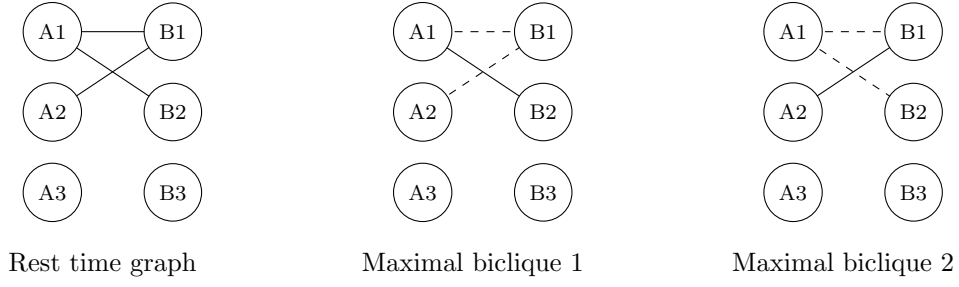 A1 B1 A1 B1 A1 B1
A2 B2 A2 B2 A2 B2
A3 B3 A3 B3 A3 B3
Rest time graph Maximal biclique 1 Maximal biclique 2